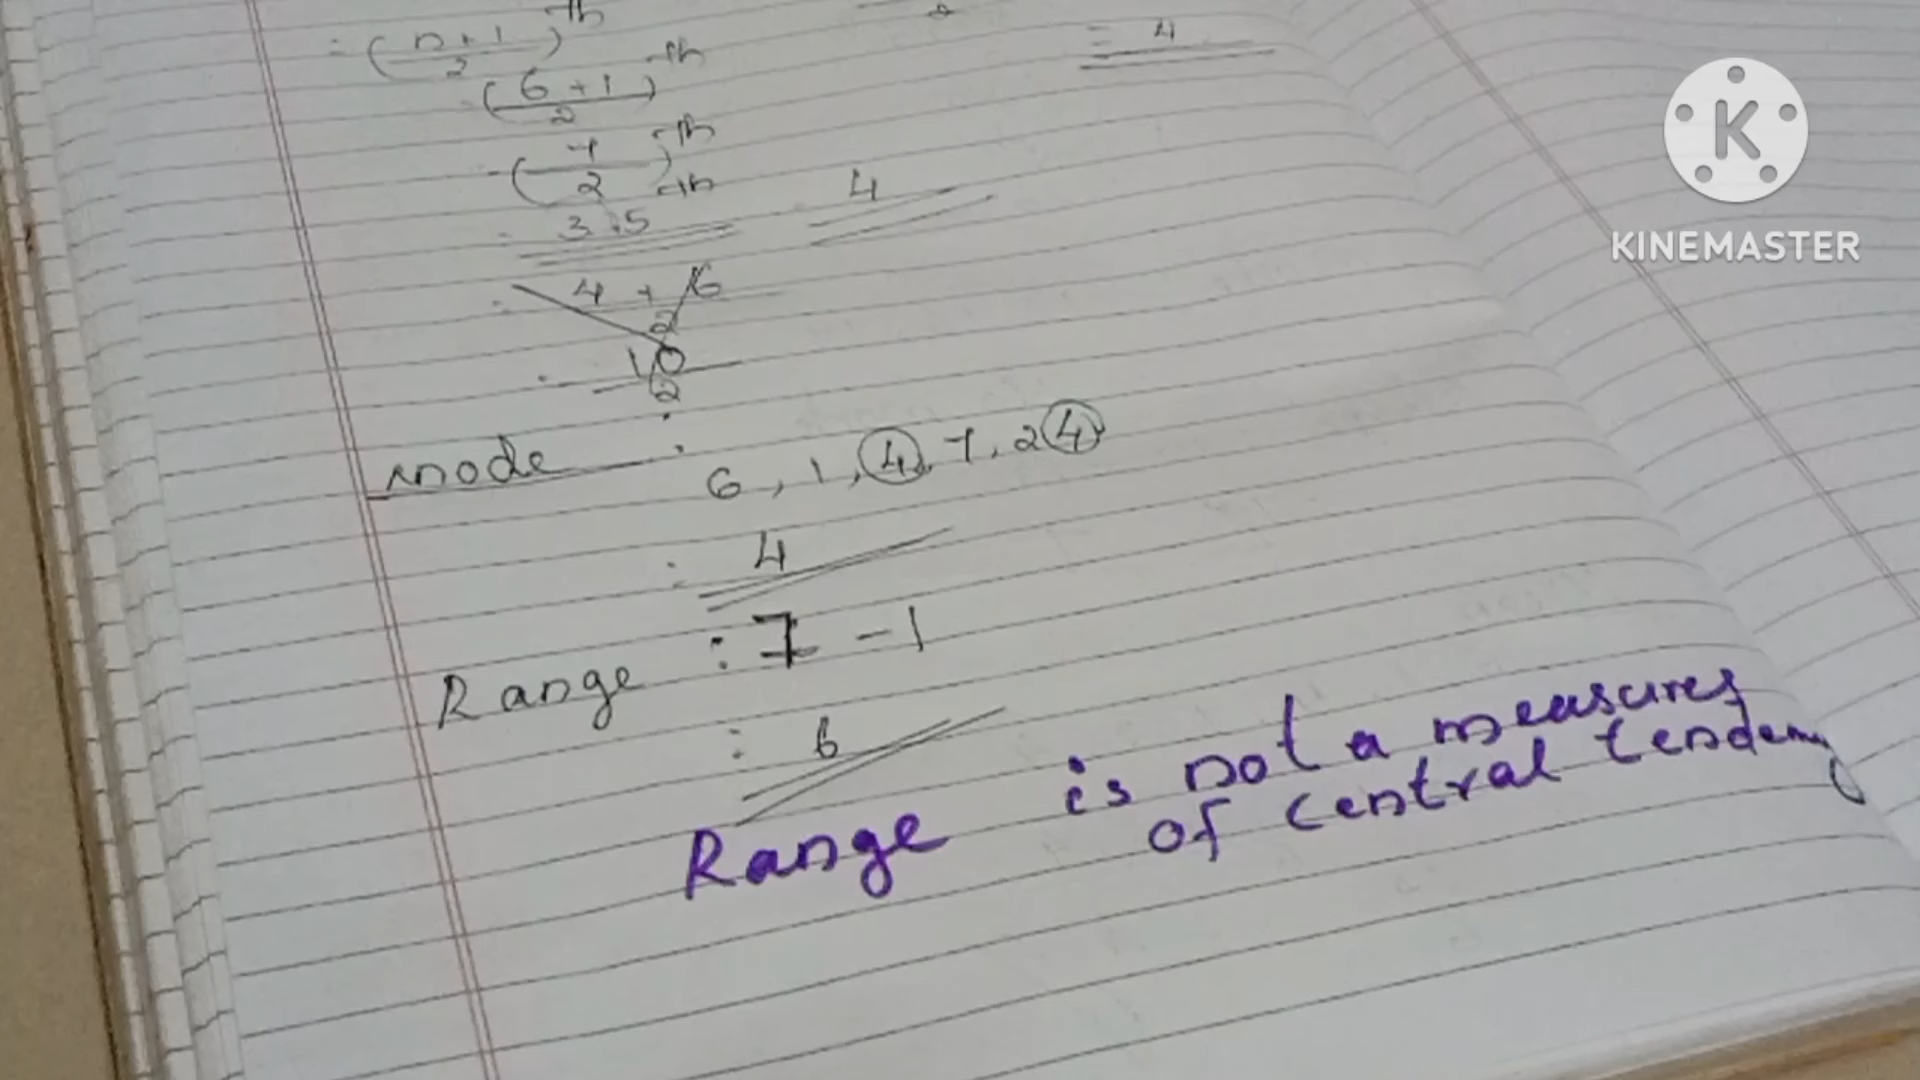 = (n+1/2)th
= 4
(6+1/2)th
K
(7/2)th
4
3.5 th
KINEMASTER
4 + 6
2
10
2
mode : 6, 1, 4, 7, 2 4
: 4
Range : 7 - 1
: 6
Range is not a measures
of central tendency